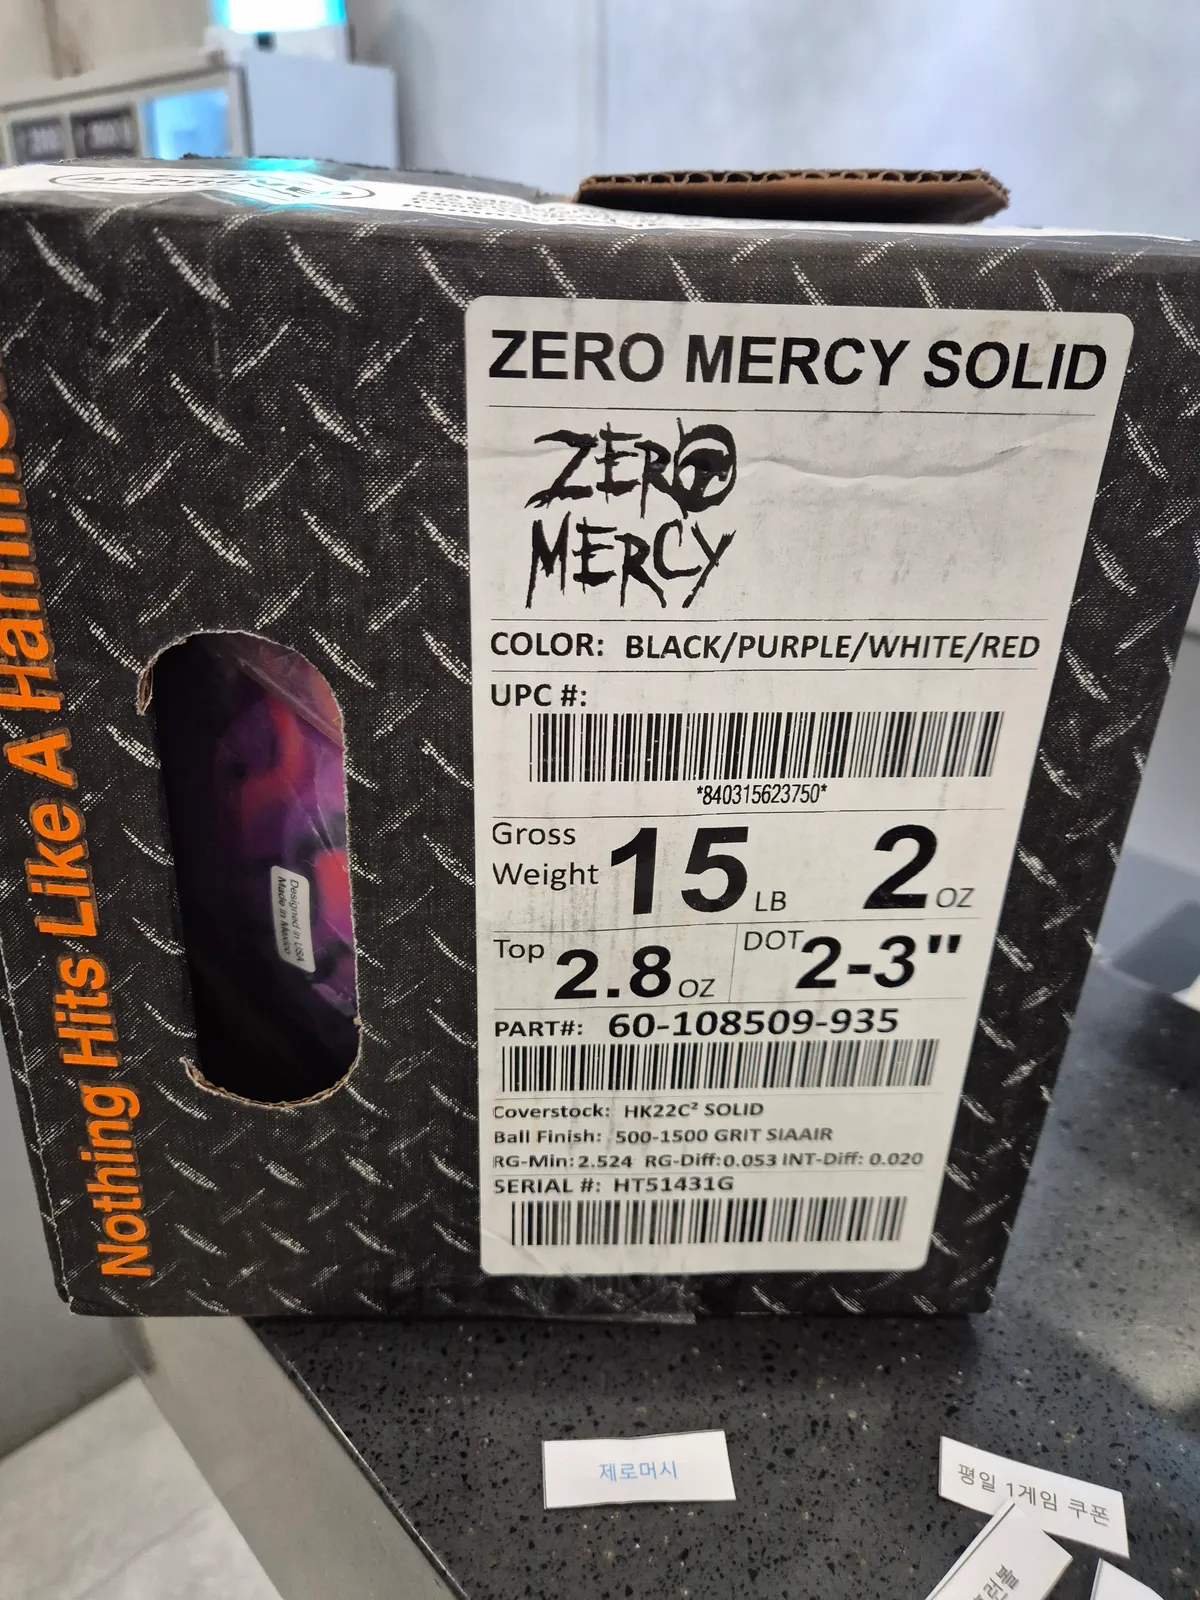 Nothing Hits Like A
ZERO MERCY SOLID
ZERO
MERCY
COLOR: BLACK/PURPLE/WHITE/RED
UPC #:
*840315623750*
Gross
Weight 15 LB 2 OZ
Top 2.8 OZ DOT 2-3"
PART#: 60-108509-935
Coverstock: HK22C² SOLID
Ball Finish: 500-1500 GRIT SIAAIR
RG-Min: 2.524 RG-Diff: 0.053 INT-Diff: 0.020
SERIAL #: HT51431G
Designed in USA
Made in Mexico
제로머시
평일 1게임 쿠폰